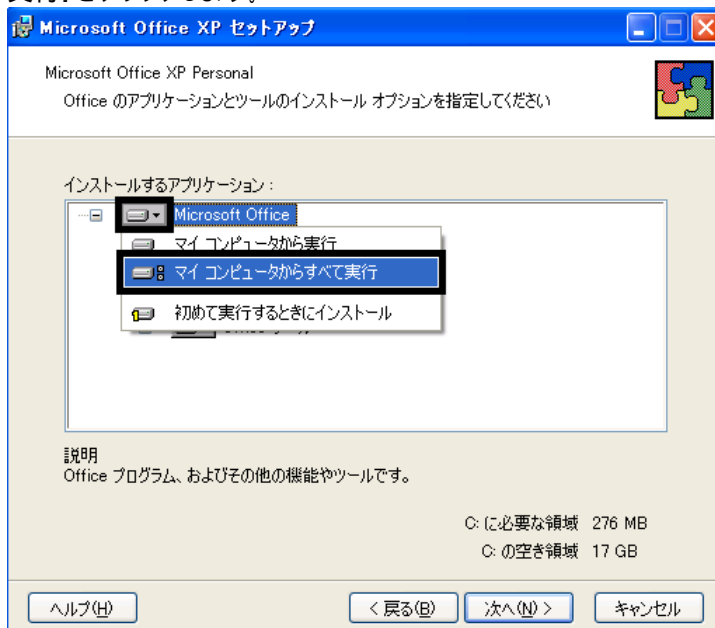 Microsoft Office XP セットアップ
Microsoft Office XP Personal
Office のアプリケーションとツールのインストール オプションを指定してください
インストールするアプリケーション :
Microsoft Office
マイ コンピュータから実行
マイ コンピュータからすべて実行
初めて実行するときにインストール
説明
Office プログラム、およびその他の機能やツールです。
C: に必要な領域 276 MB
C: の空き領域 17 GB
ヘルプ(H)
< 戻る(B)
次へ(N) >
キャンセル